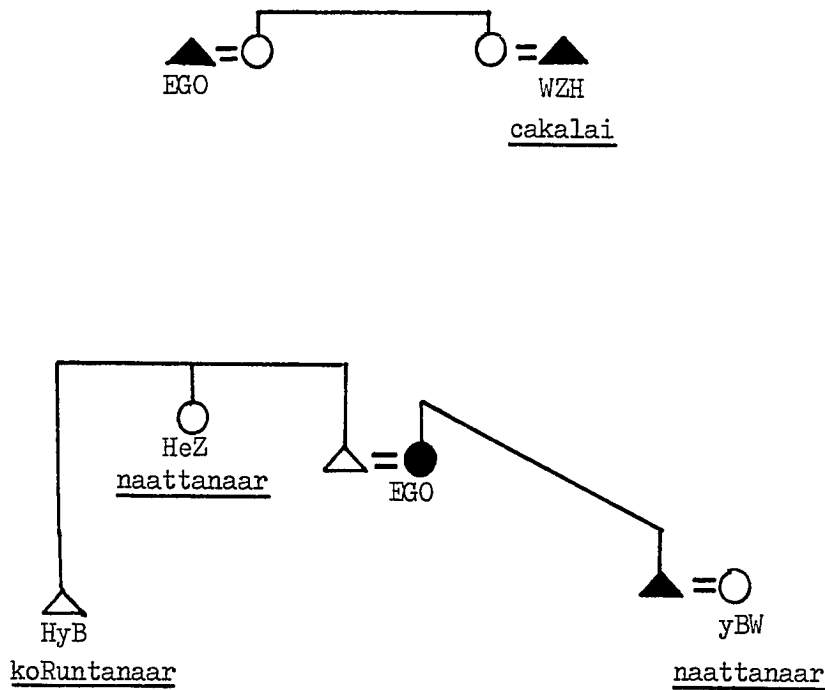 EGO
WZH
cakalai
HeZ
naattanaar
EGO
HyB
koRuntanaar
yBW
naattanaar